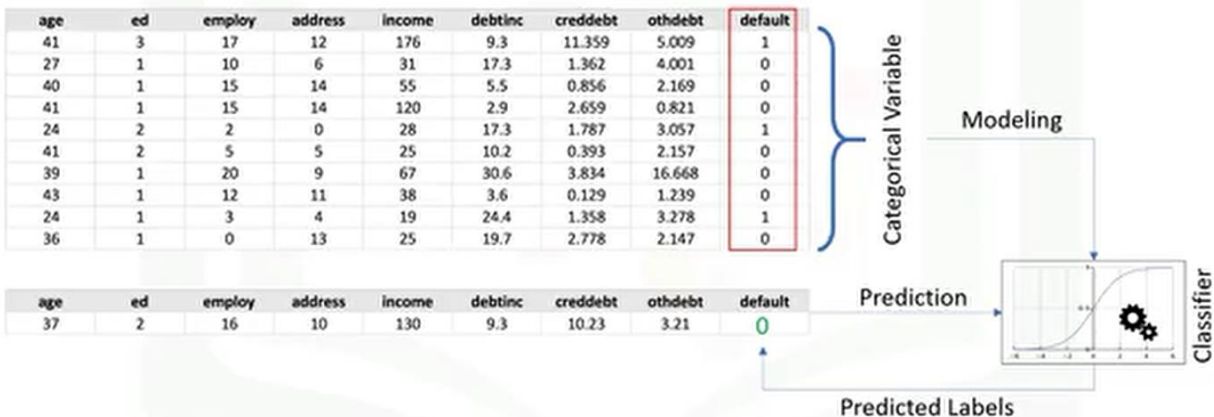 age ed employ address income debtinc creddebt othdebt default
41 3 17 12 176 9.3 11.359 5.009 1
27 1 10 6 31 17.3 1.362 4.001 0
40 1 15 14 55 5.5 0.856 2.169 0
41 1 15 14 120 2.9 2.659 0.821 0
24 2 2 0 28 17.3 1.787 3.057 1
41 2 5 5 25 10.2 0.393 2.157 0
39 1 20 9 67 30.6 3.834 16.668 0
43 1 12 11 38 3.6 0.129 1.239 0
24 1 3 4 19 24.4 1.358 3.278 1
36 1 0 13 25 19.7 2.778 2.147 0
Categorical Variable
Modeling
age ed employ address income debtinc creddebt othdebt default
37 2 16 10 130 9.3 10.23 3.21 0
Prediction
Classifier
Predicted Labels